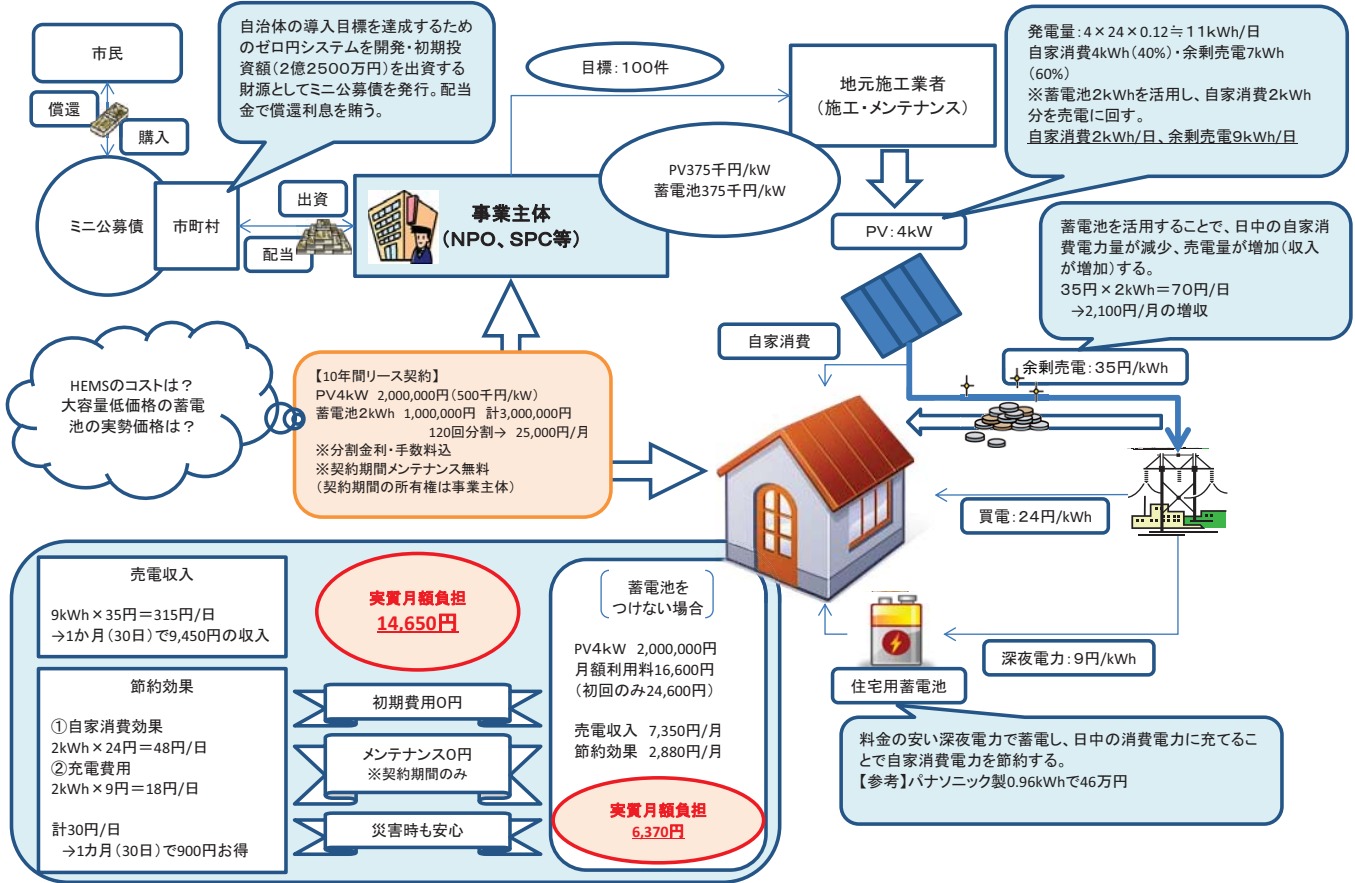 市民
償還
購入
ミニ公募債
市町村
自治体の導入目標を達成するため
のゼロ円システムを開発・初期投
資額(2億2500万円)を出資する
財源としてミニ公募債を発行。配当
金で償還利息を賄う。
出資
配当
事業主体
(NPO、SPC等)
目標:100件
地元施工業者
(施工・メンテナンス)
PV375千円/kW
蓄電池375千円/kW
発電量:4×24×0.12≒11kWh/日
自家消費4kWh(40%)・余剰売電7kWh
(60%)
※蓄電池2kWhを活用し、自家消費2kWh
分を売電に回す。
自家消費2kWh/日、余剰売電9kWh/日
PV:4kW
蓄電池を活用することで、日中の自家消
費電力量が減少、売電量が増加(収入
が増加)する。
35円×2kWh=70円/日
→2,100円/月の増収
自家消費
余剰売電:35円/kWh
HEMSのコストは?
大容量低価格の蓄電
池の実勢価格は?
【10年間リース契約】
PV4kW 2,000,000円(500千円/kW)
蓄電池2kWh 1,000,000円 計3,000,000円
120回分割→ 25,000円/月
※分割金利・手数料込
※契約期間メンテナンス無料
(契約期間の所有権は事業主体)
買電:24円/kWh
深夜電力:9円/kWh
住宅用蓄電池
料金の安い深夜電力で蓄電し、日中の消費電力に充てるこ
とで自家消費電力を節約する。
【参考】パナソニック製0.96kWhで46万円
売電収入
9kWh×35円=315円/日
→1か月(30日)で9,450円の収入
節約効果
①自家消費効果
2kWh×24円=48円/日
②充電費用
2kWh×9円=18円/日
計30円/日
→1カ月(30日)で900円お得
実質月額負担
14,650円
初期費用0円
メンテナンス0円
※契約期間のみ
災害時も安心
蓄電池を
つけない場合
PV4kW 2,000,000円
月額利用料16,600円
(初回のみ24,600円)
売電収入 7,350円/月
節約効果 2,880円/月
実質月額負担
6,370円